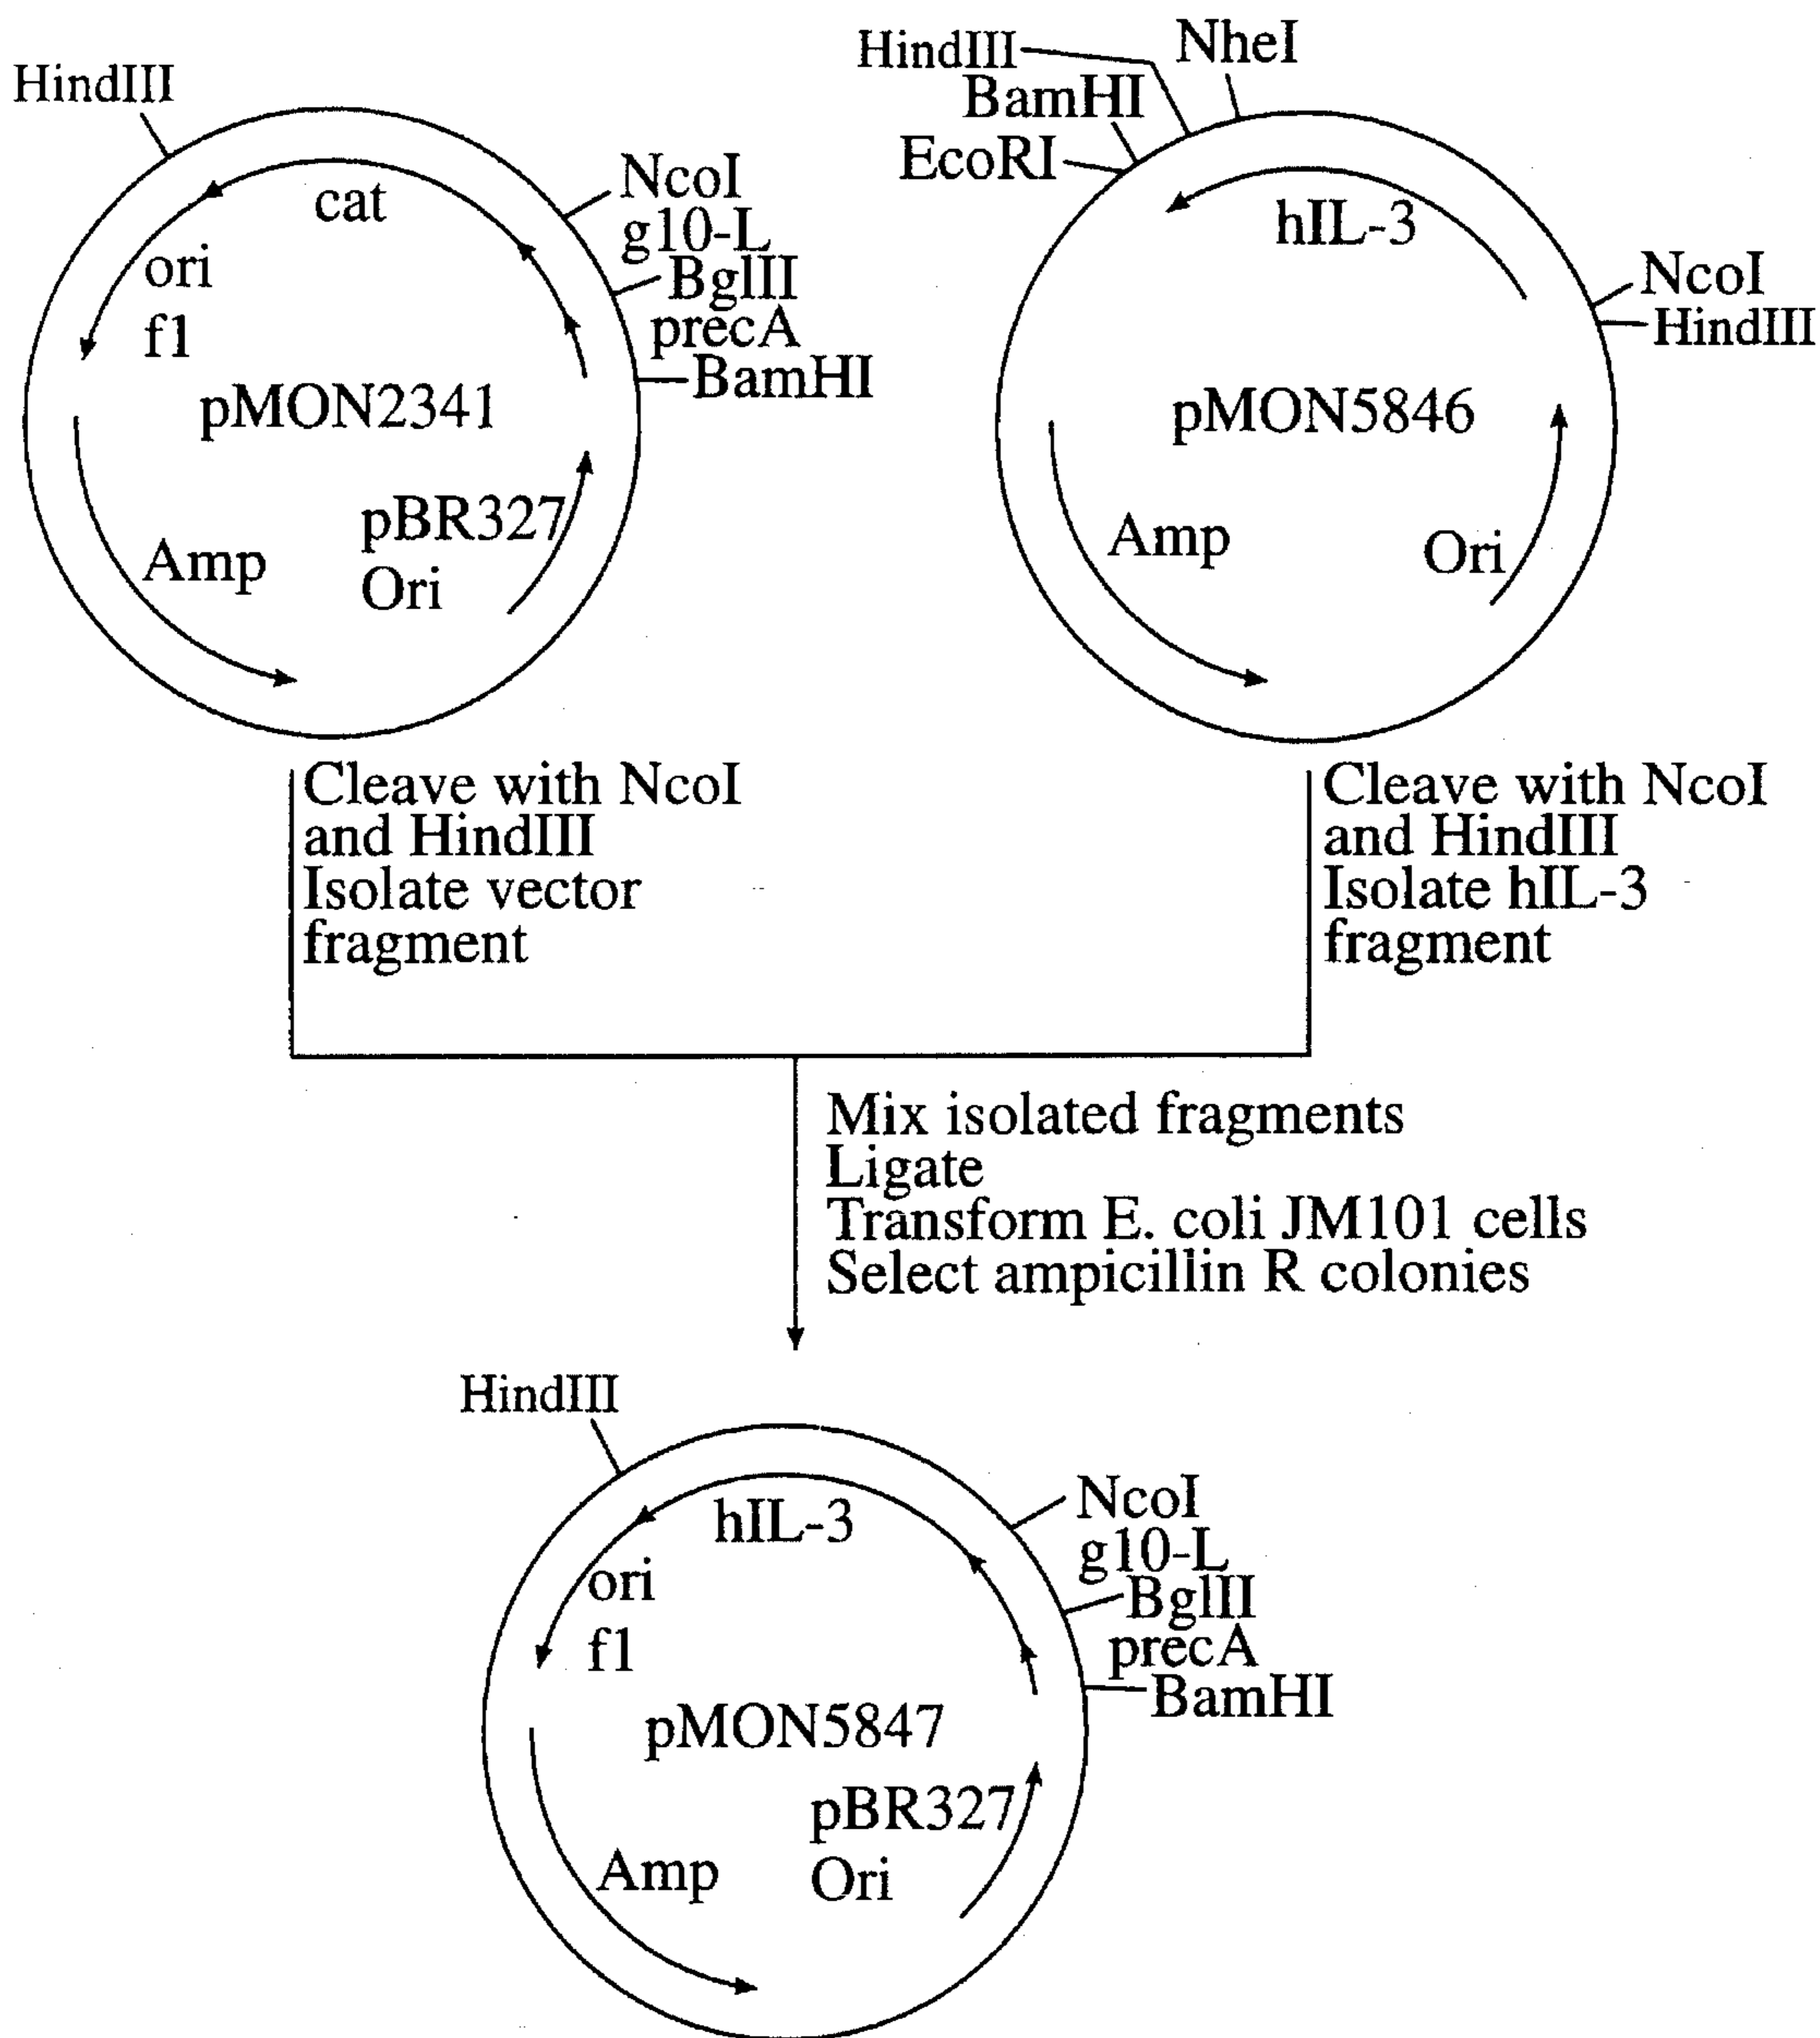 HindIII
NcoI
g10-L
BglII
precA
BamHI
cat
ori
f1
pMON2341
pBR327
Ori
Amp
HindIII
NheI
BamHI
EcoRI
hIL-3
NcoI
HindIII
pMON5846
Amp
Ori
Cleave with NcoI
and HindIII
Isolate vector
fragment
Cleave with NcoI
and HindIII
Isolate hIL-3
fragment
Mix isolated fragments
Ligate
Transform E. coli JM101 cells
Select ampicillin R colonies
HindIII
NcoI
g10-L
BglII
precA
BamHI
hIL-3
ori
f1
pMON5847
pBR327
Ori
Amp